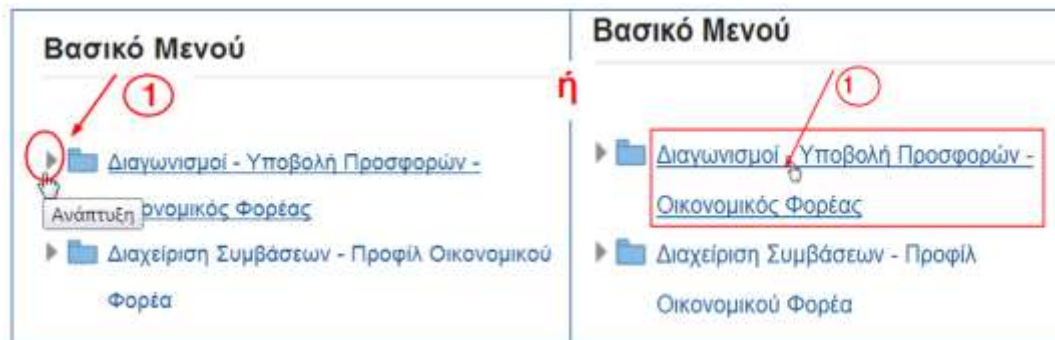 Βασικό Μενού
1
Διαγωνισμοί - Υποβολή Προσφορών -
Ανάπτυξη ονομικός Φορέας
Διαχείριση Συμβάσεων - Προφίλ Οικονομικού
Φορέα
ή
Βασικό Μενού
1
Διαγωνισμοί - Υποβολή Προσφορών -
Οικονομικός Φορέας
Διαχείριση Συμβάσεων - Προφίλ
Οικονομικού Φορέα